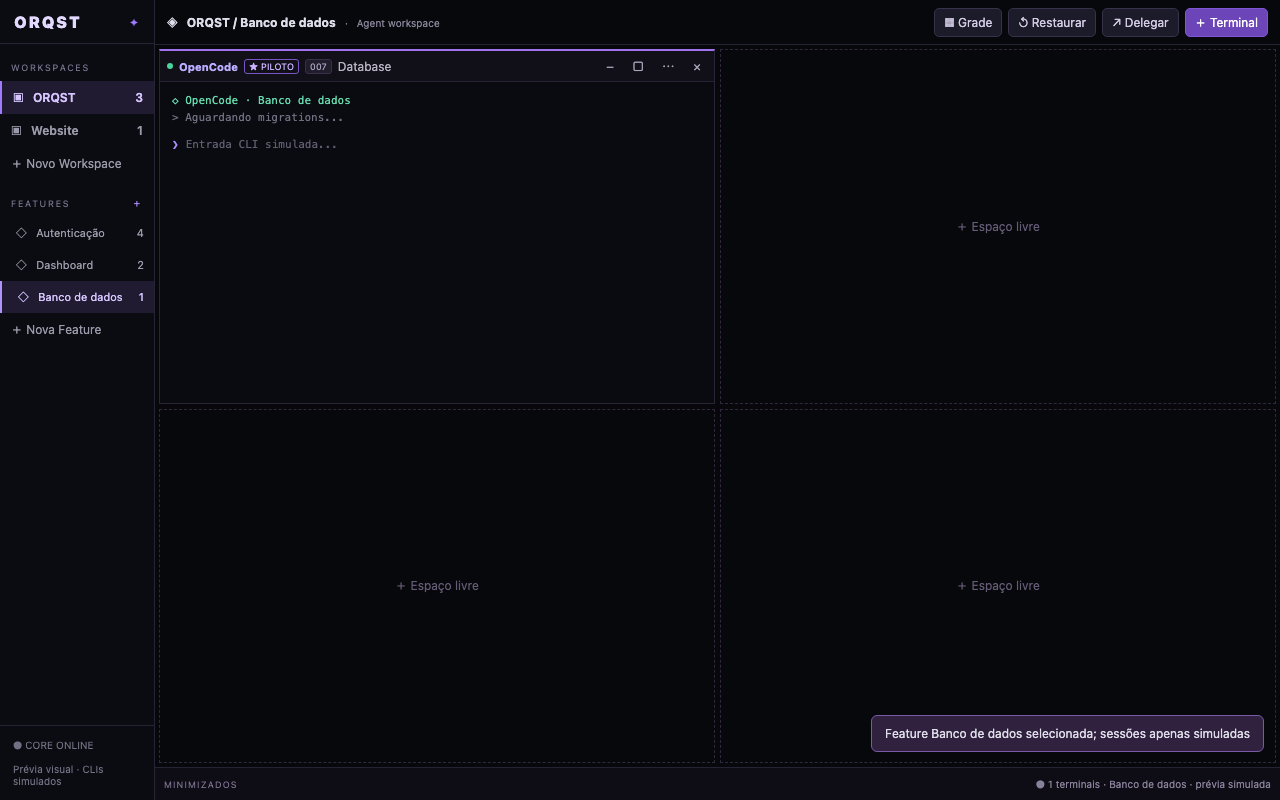 ORQST ✦
WORKSPACES
▣ ORQST 3
▣ Website 1
+ Novo Workspace
FEATURES +
◇ Autenticação 4
◇ Dashboard 2
◇ Banco de dados 1
+ Nova Feature
● CORE ONLINE
Prévia visual · CLIs
simulados
◈ ORQST / Banco de dados · Agent workspace
▦ Grade
↺ Restaurar
↗ Delegar
+ Terminal
● OpenCode ★ PILOTO 007 Database − □ ··· ×
◇ OpenCode · Banco de dados
> Aguardando migrations...
❯ Entrada CLI simulada...
+ Espaço livre
+ Espaço livre
+ Espaço livre
Feature Banco de dados selecionada; sessões apenas simuladas
MINIMIZADOS
● 1 terminais · Banco de dados · prévia simulada